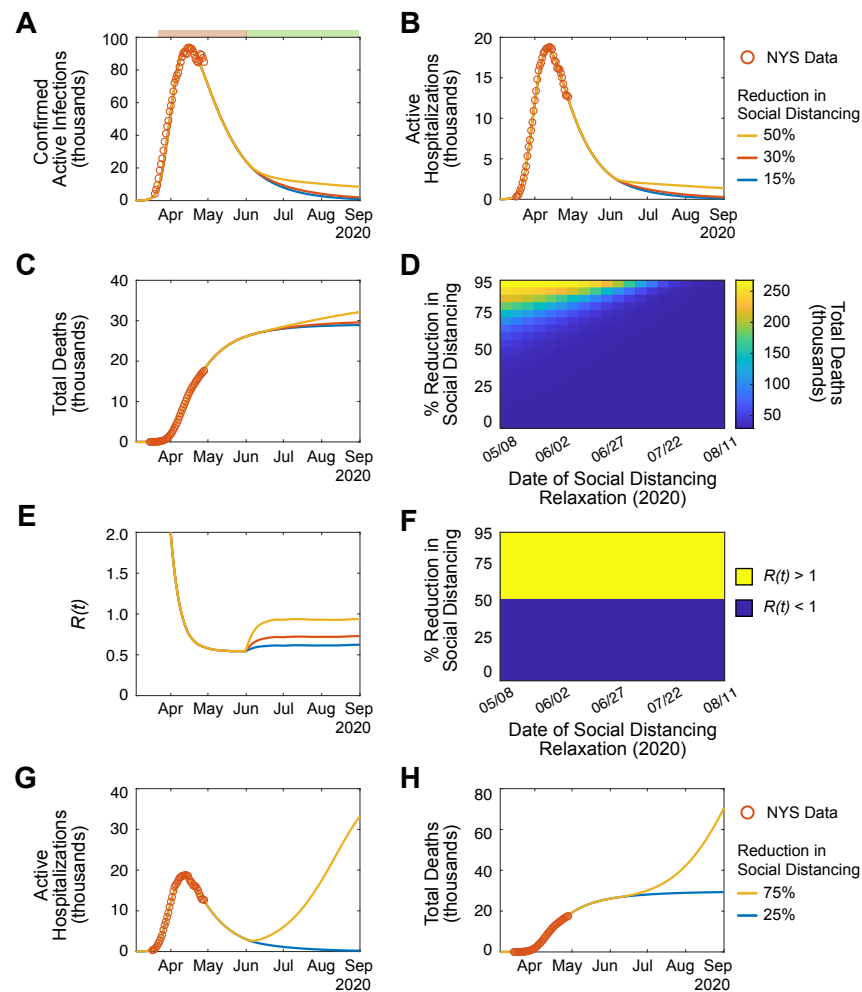 A
Confirmed
Active Infections
(thousands)
100
80
60
40
20
0
Apr May Jun Jul Aug Sep
2020
B
Active
Hospitalizations
(thousands)
20
15
10
5
0
Apr May Jun Jul Aug Sep
2020
NYS Data
Reduction in
Social Distancing
50%
30%
15%
C
Total Deaths
(thousands)
40
30
20
10
0
Apr May Jun Jul Aug Sep
2020
D
% Reduction in
Social Distancing
95
75
50
25
0
05/08 06/02 06/27 07/22 08/11
Date of Social Distancing
Relaxation (2020)
250
200
150
100
50
Total Deaths
(thousands)
E
R(t)
2.0
1.5
1.0
0.5
0
Apr May Jun Jul Aug Sep
2020
F
% Reduction in
Social Distancing
95
75
50
25
0
05/08 06/02 06/27 07/22 08/11
Date of Social Distancing
Relaxation (2020)
R(t) > 1
R(t) < 1
G
Active
Hospitalizations
(thousands)
40
30
20
10
0
Apr May Jun Jul Aug Sep
2020
H
Total Deaths
(thousands)
80
60
40
20
0
Apr May Jun Jul Aug Sep
2020
NYS Data
Reduction in
Social Distancing
75%
25%